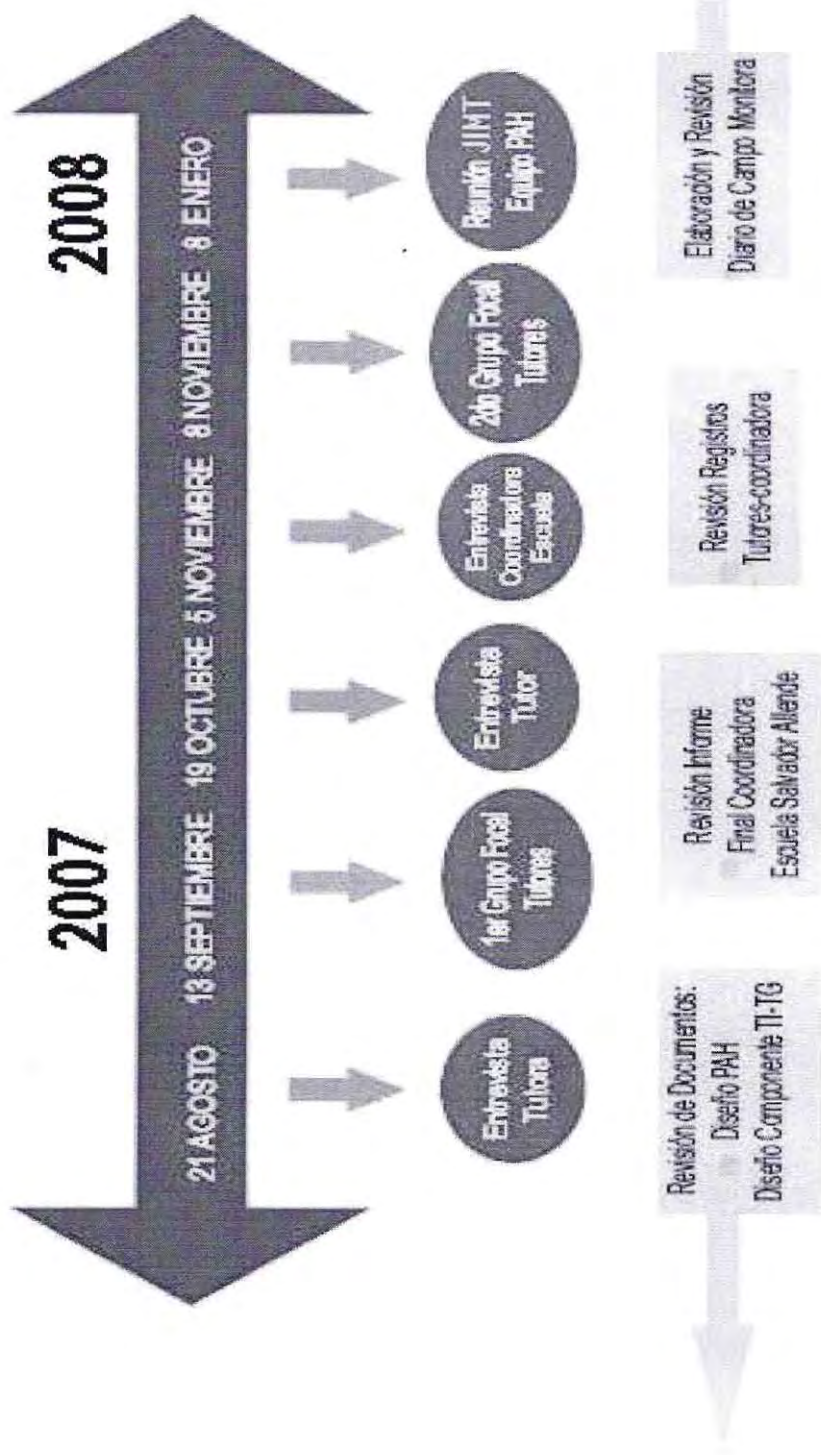 2007
2008
21 AGOSTO 13 SEPTIEMBRE 19 OCTUBRE 5 NOVIEMBRE 8 NOVIEMBRE 8 ENERO
Entrevista
Tutora
1er Grupo Focal
Tutores
Entrevista
Tutor
Entrevista
Coordinadora
Escuela
2do Grupo Focal
Tutores
Reunión JIMT
Equipo PAH
Revisión de Documentos:
Diseño PAH
Diseño Componente TI-TG
Revisión Informe
Final Coordinadora
Escuela Salvador Allende
Revisión Registros
Tutores-coordinadora
Elaboración y Revisión
Diario de Campo Monitora